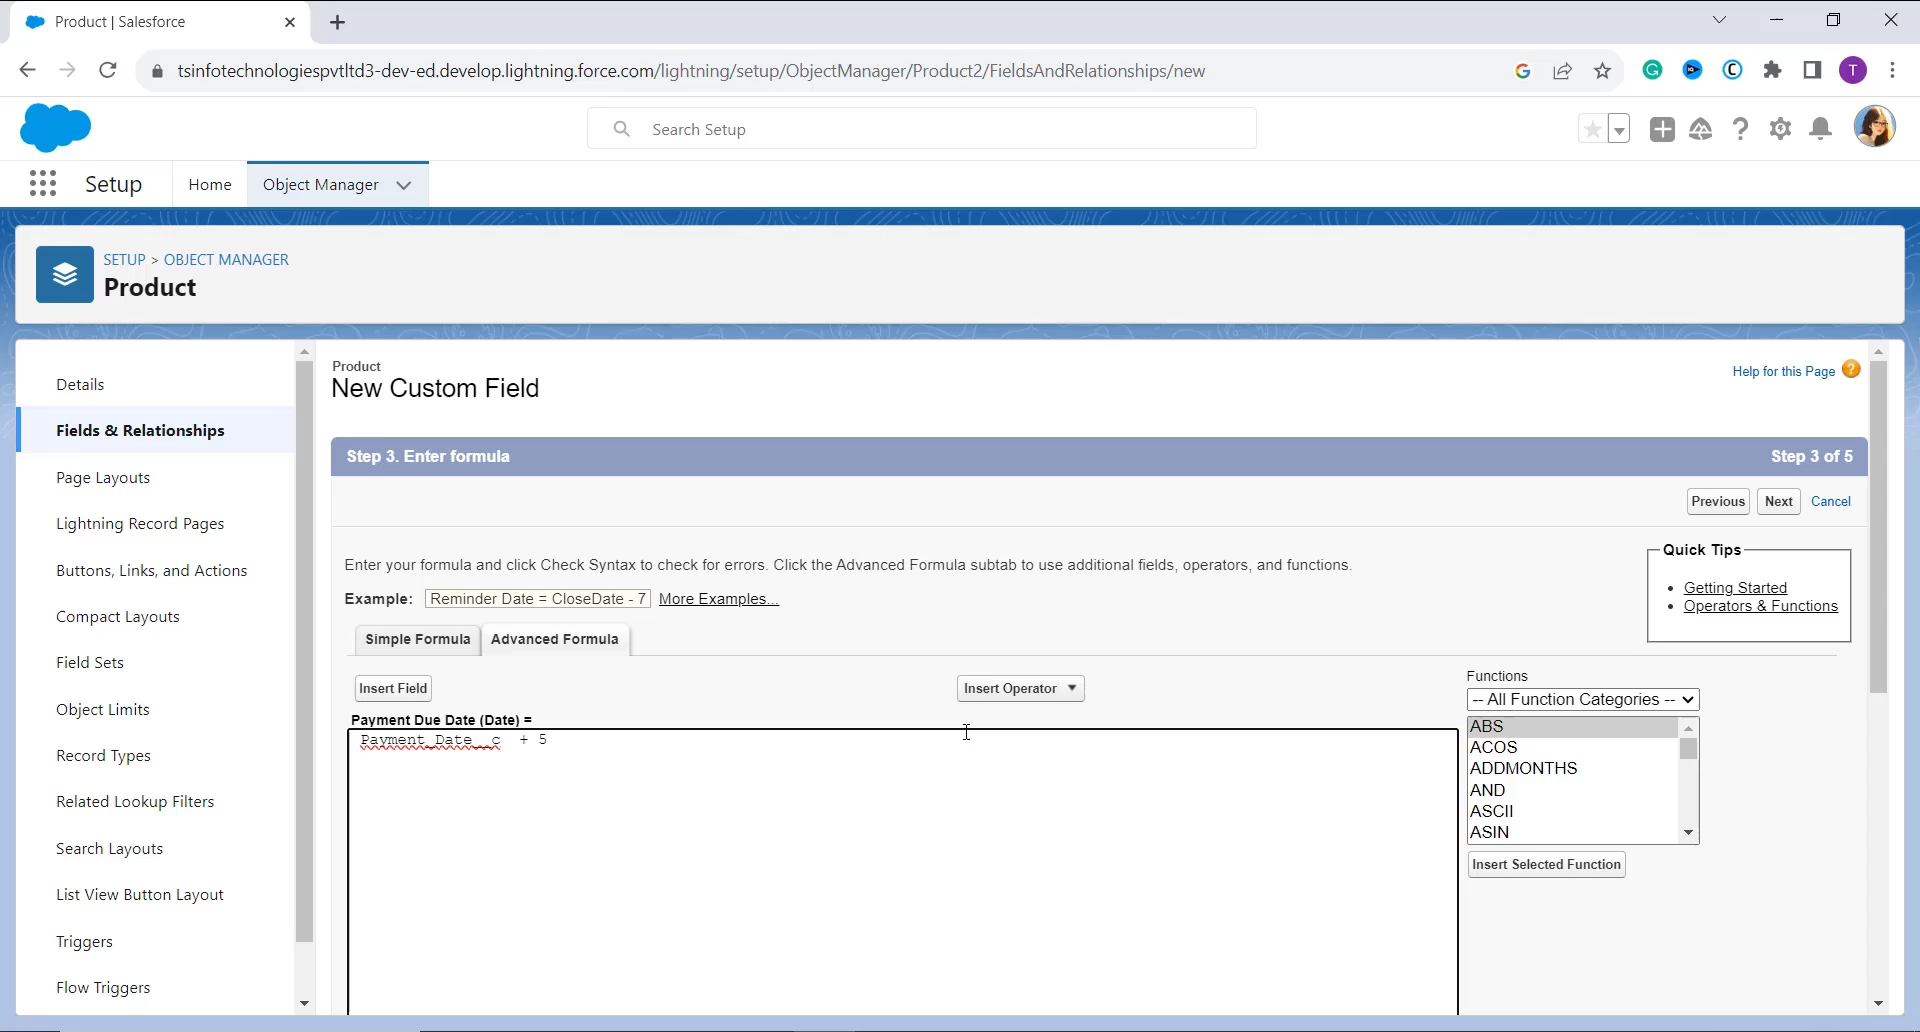 Product | Salesforce
tsinfotechnologiespvtltd3-dev-ed.develop.lightning.force.com/lightning/setup/ObjectManager/Product2/FieldsAndRelationships/new
T
Search Setup
Setup
Home
Object Manager
SETUP > OBJECT MANAGER
Product
Details
Fields & Relationships
Page Layouts
Lightning Record Pages
Buttons, Links, and Actions
Compact Layouts
Field Sets
Object Limits
Record Types
Related Lookup Filters
Search Layouts
List View Button Layout
Triggers
Flow Triggers
Product
New Custom Field
Help for this Page
Step 3. Enter formula
Step 3 of 5
Previous
Next
Cancel
Enter your formula and click Check Syntax to check for errors. Click the Advanced Formula subtab to use additional fields, operators, and functions.
Example: Reminder Date = CloseDate - 7 More Examples...
Quick Tips
Getting Started
Operators & Functions
Simple Formula
Advanced Formula
Insert Field
Insert Operator
Payment Due Date (Date) =
Payment_Date__c + 5
Functions
-- All Function Categories --
ABS
ACOS
ADDMONTHS
AND
ASCII
ASIN
Insert Selected Function